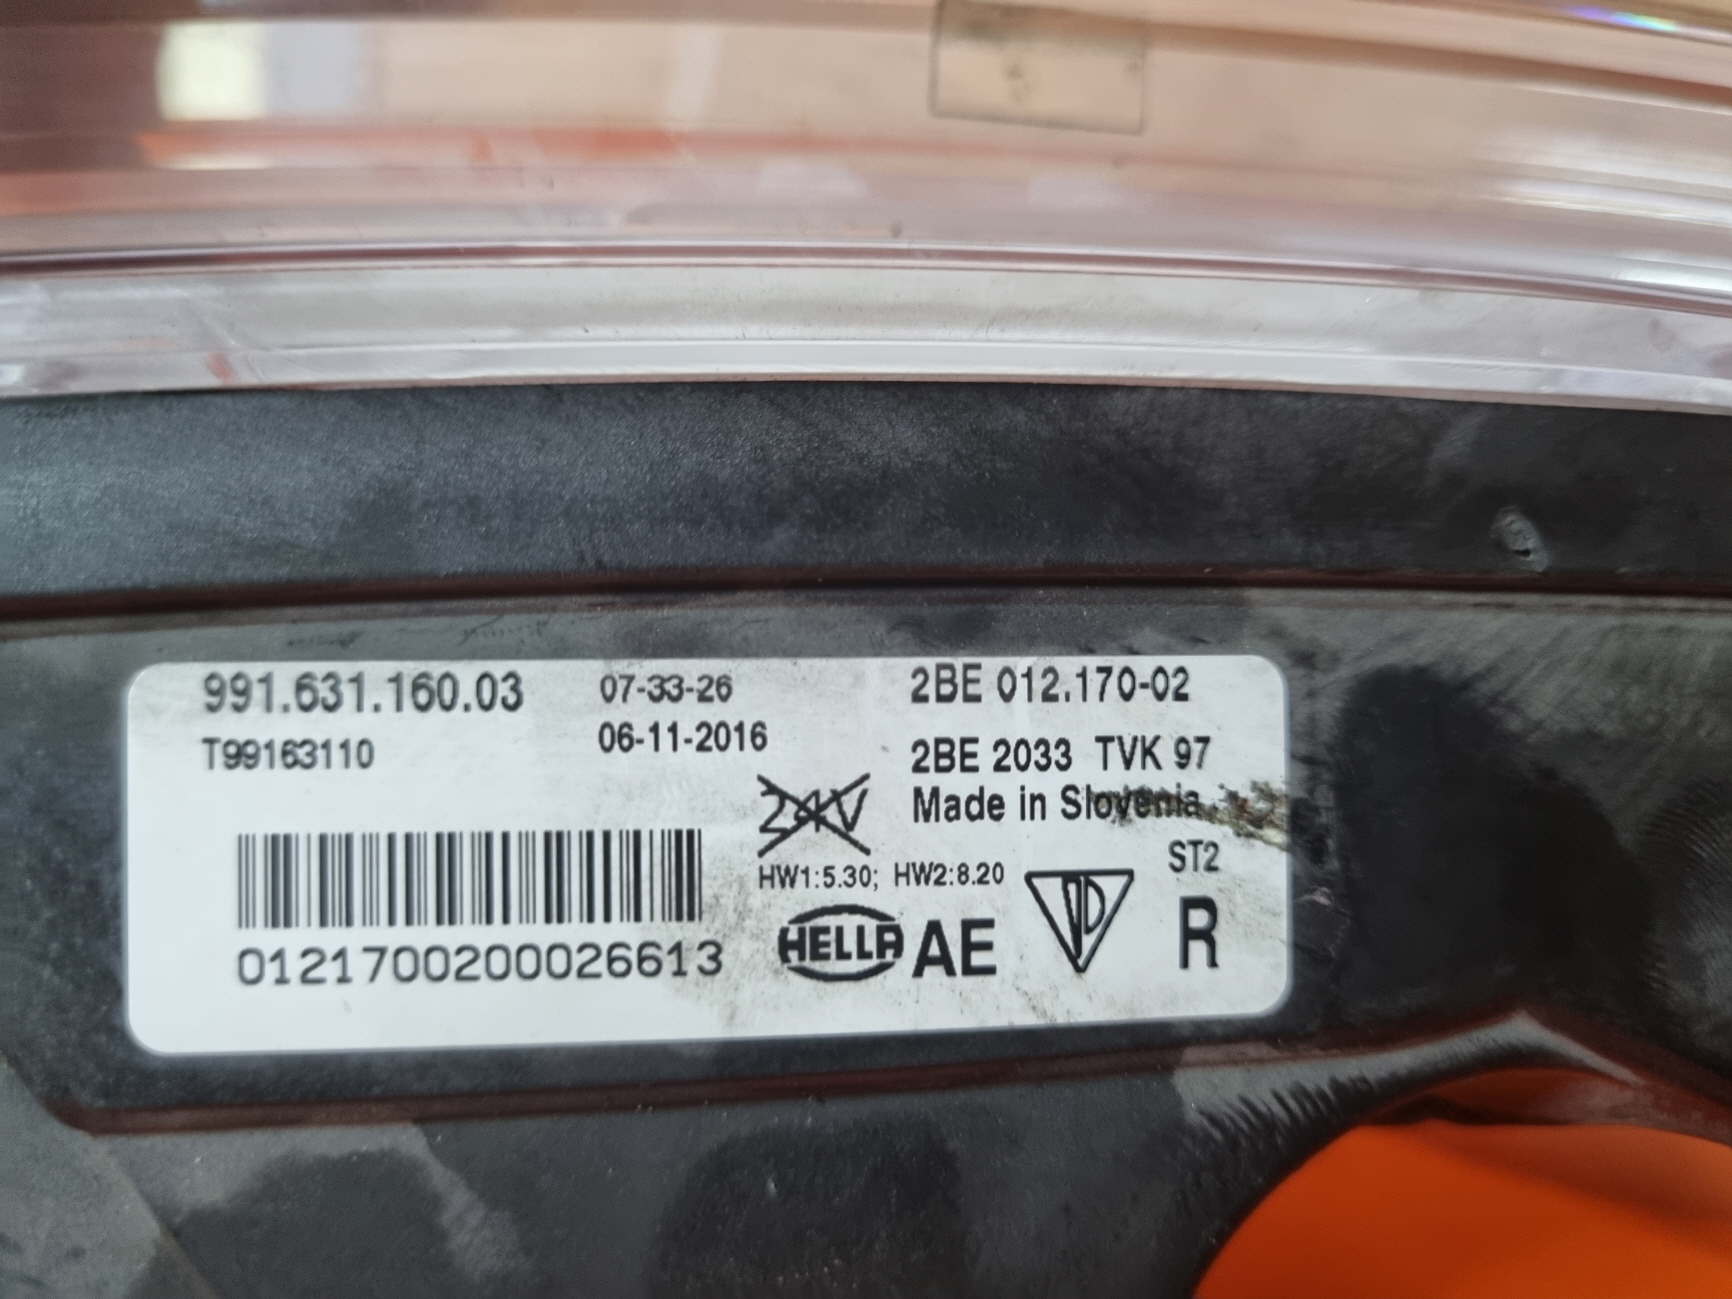 991.631.160.03 07-33-26 2BE 012.170-02
T99163110 06-11-2016 2BE 2033 TVK 97
24V Made in Slovenia
HW1:5.30; HW2:8.20 ST2
HELLA AE R
0121700200026613